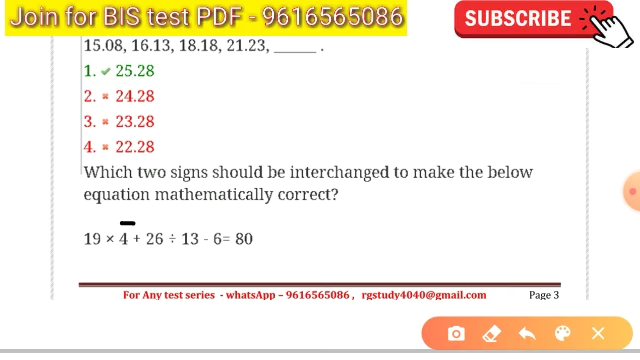 Join for BIS test PDF - 9616565086
SUBSCRIBE
15.08, 16.13, 18.18, 21.23, ______ .
1. ✔ 25.28
2. ✖ 24.28
3. ✖ 23.28
4. ✖ 22.28
Which two signs should be interchanged to make the below
equation mathematically correct?
19 × 4 + 26 ÷ 13 - 6= 80
For Any test series - whatsApp – 9616565086 , rgstudy4040@gmail.com
Page 3